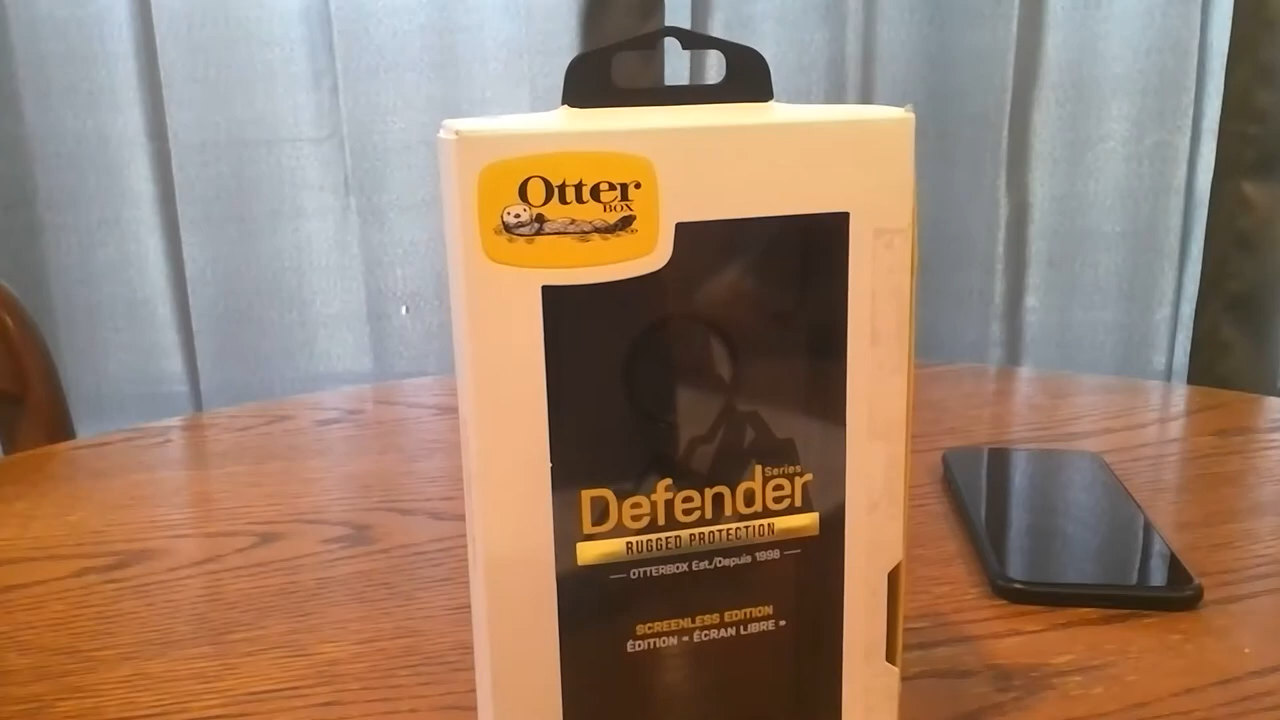 Otter
BOX
Series
Defender
RUGGED PROTECTION
OTTERBOX Est./Depuis 1998
SCREENLESS EDITION
ÉDITION « ÉCRAN LIBRE »